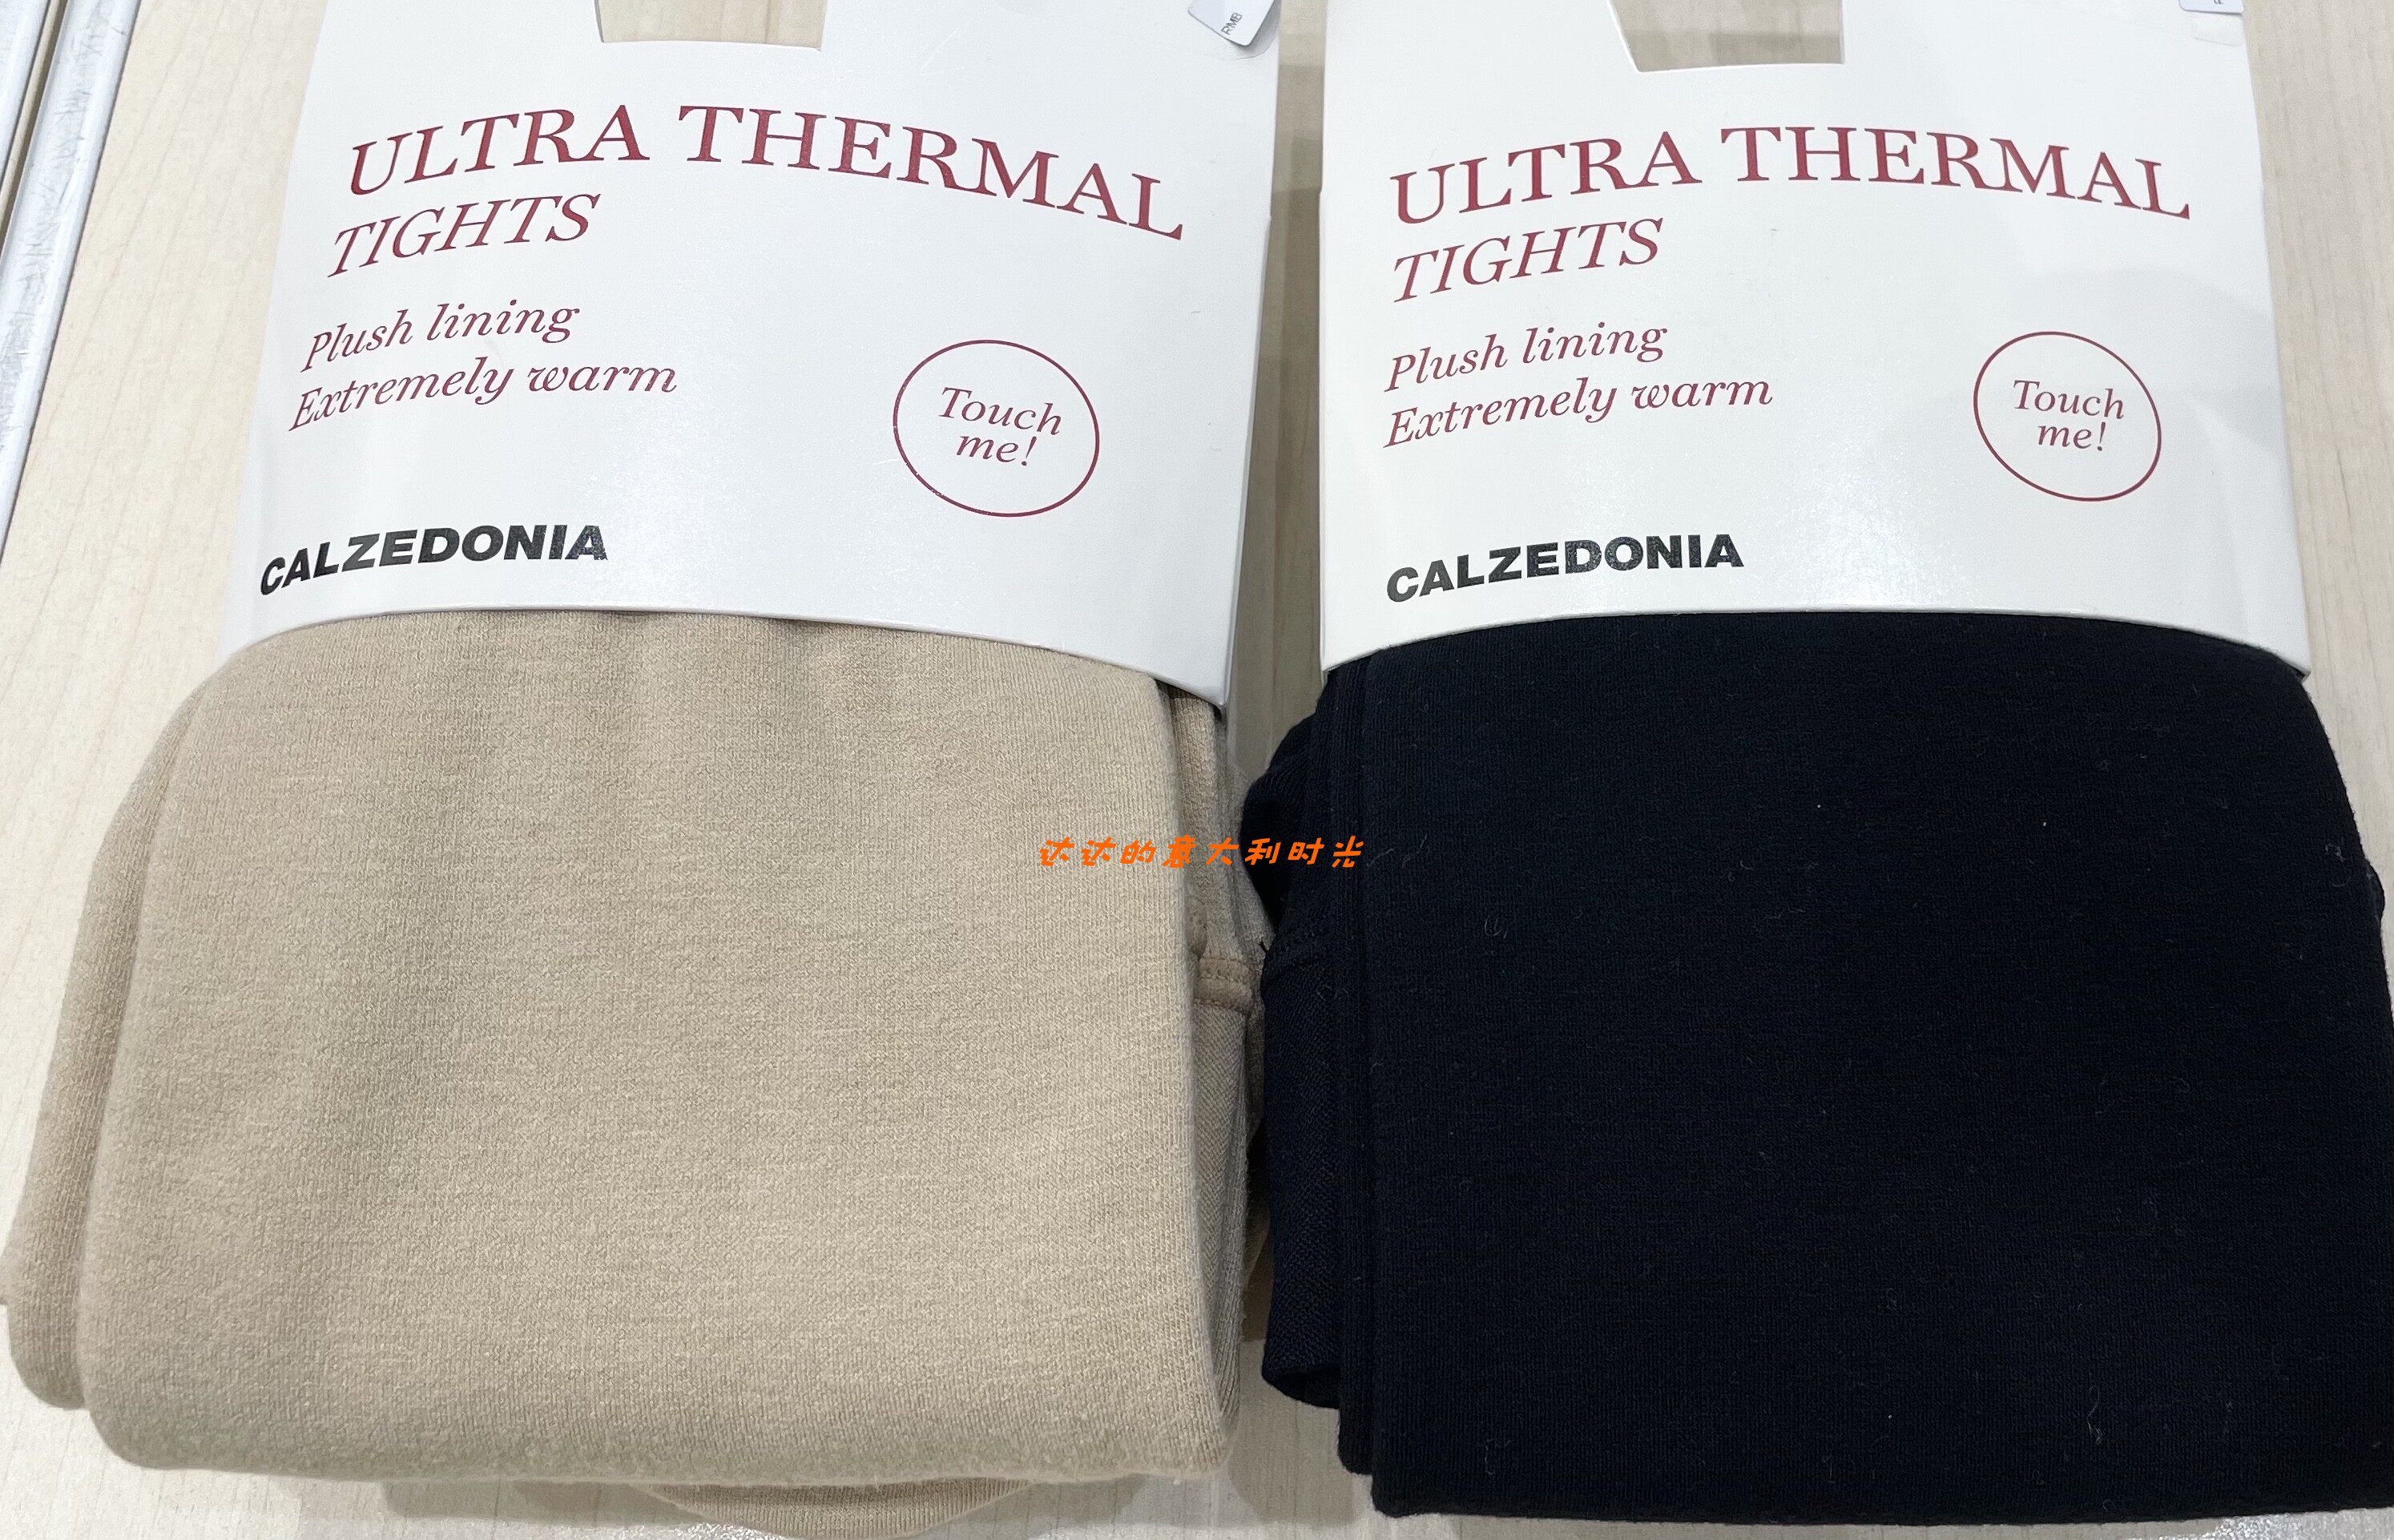 RMB
ULTRA THERMAL
TIGHTS
Plush lining
Extremely warm
Touch
me!
CALZEDONIA
ULTRA THERMAL
TIGHTS
Plush lining
Extremely warm
Touch
me!
CALZEDONIA
达达的意大利时光